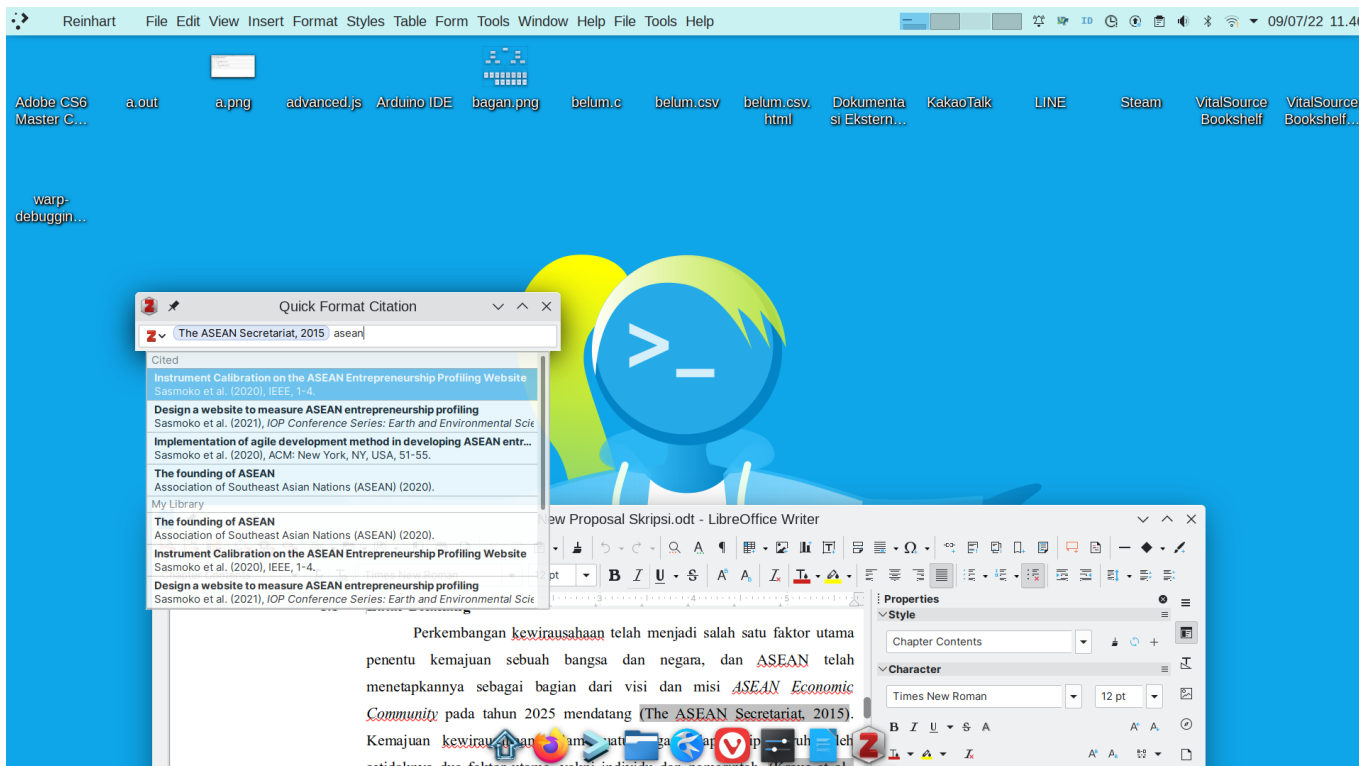 Reinhart File Edit View Insert Format Styles Table Form Tools Window Help File Tools Help
ID
09/07/22 11.46
Adobe CS6 Master C...
a.out
a.png
advanced.js
Arduino IDE
bagan.png
belum.c
belum.csv
belum.csv.html
Dokumentasi Ekstern...
KakaoTalk
LINE
Steam
VitalSource Bookshelf
VitalSource Bookshelf...
warp-debuggin...
>_
Quick Format Citation
The ASEAN Secretariat, 2015 asean
Cited
Instrument Calibration on the ASEAN Entrepreneurship Profiling Website
Sasmoko et al. (2020), IEEE, 1-4.
Design a website to measure ASEAN entrepreneurship profiling
Sasmoko et al. (2021), IOP Conference Series: Earth and Environmental Scie
Implementation of agile development method in developing ASEAN entr...
Sasmoko et al. (2020), ACM: New York, NY, USA, 51-55.
The founding of ASEAN
Association of Southeast Asian Nations (ASEAN) (2020).
My Library
The founding of ASEAN
Association of Southeast Asian Nations (ASEAN) (2020).
Instrument Calibration on the ASEAN Entrepreneurship Profiling Website
Sasmoko et al. (2020), IEEE, 1-4.
Design a website to measure ASEAN entrepreneurship profiling
Sasmoko et al. (2021), IOP Conference Series: Earth and Environmental Scie
New Proposal Skripsi.odt - LibreOffice Writer
pt
3 4 5
Perkembangan kewirausahaan telah menjadi salah satu faktor utama
penentu kemajuan sebuah bangsa dan negara, dan ASEAN telah
menetapkannya sebagai bagian dari visi dan misi ASEAN Economic
Community pada tahun 2025 mendatang (The ASEAN Secretariat, 2015).
Kemajuan
Properties
Style
Chapter Contents
Character
Times New Roman
12 pt